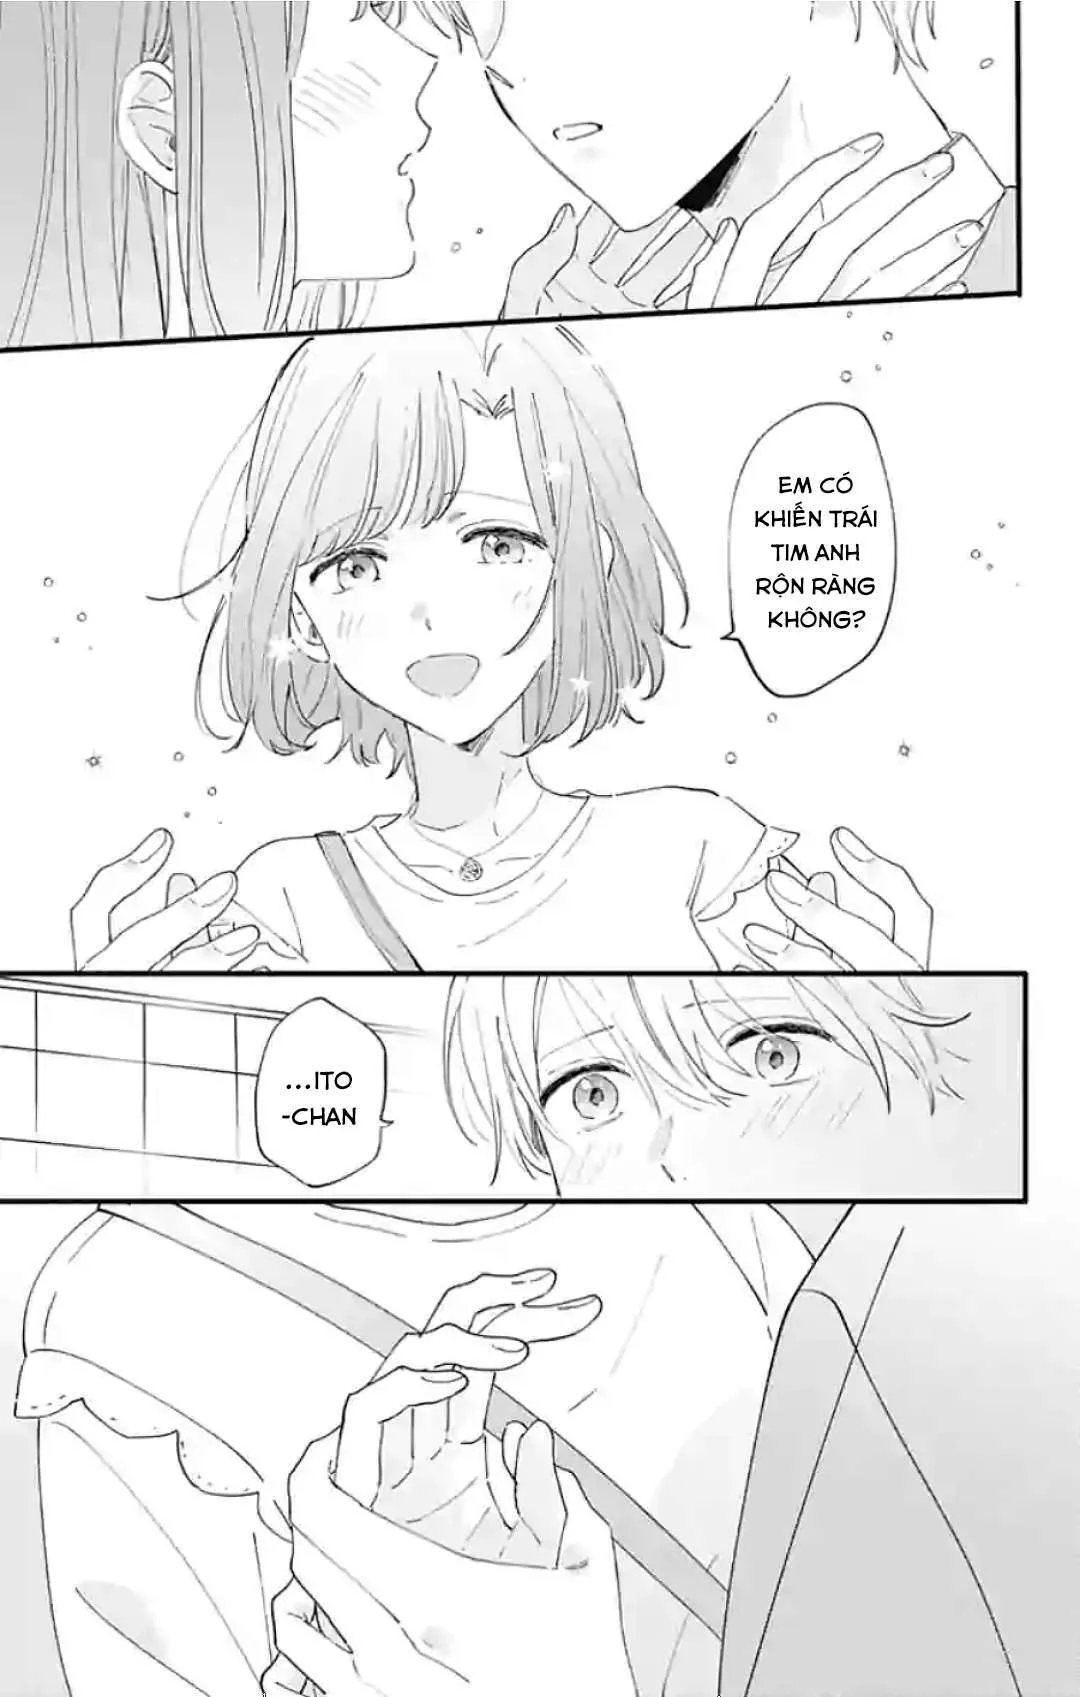 EM CÓ
KHIẾN TRÁI
TIM ANH
RỘN RÀNG
KHÔNG?
...ITO
-CHAN